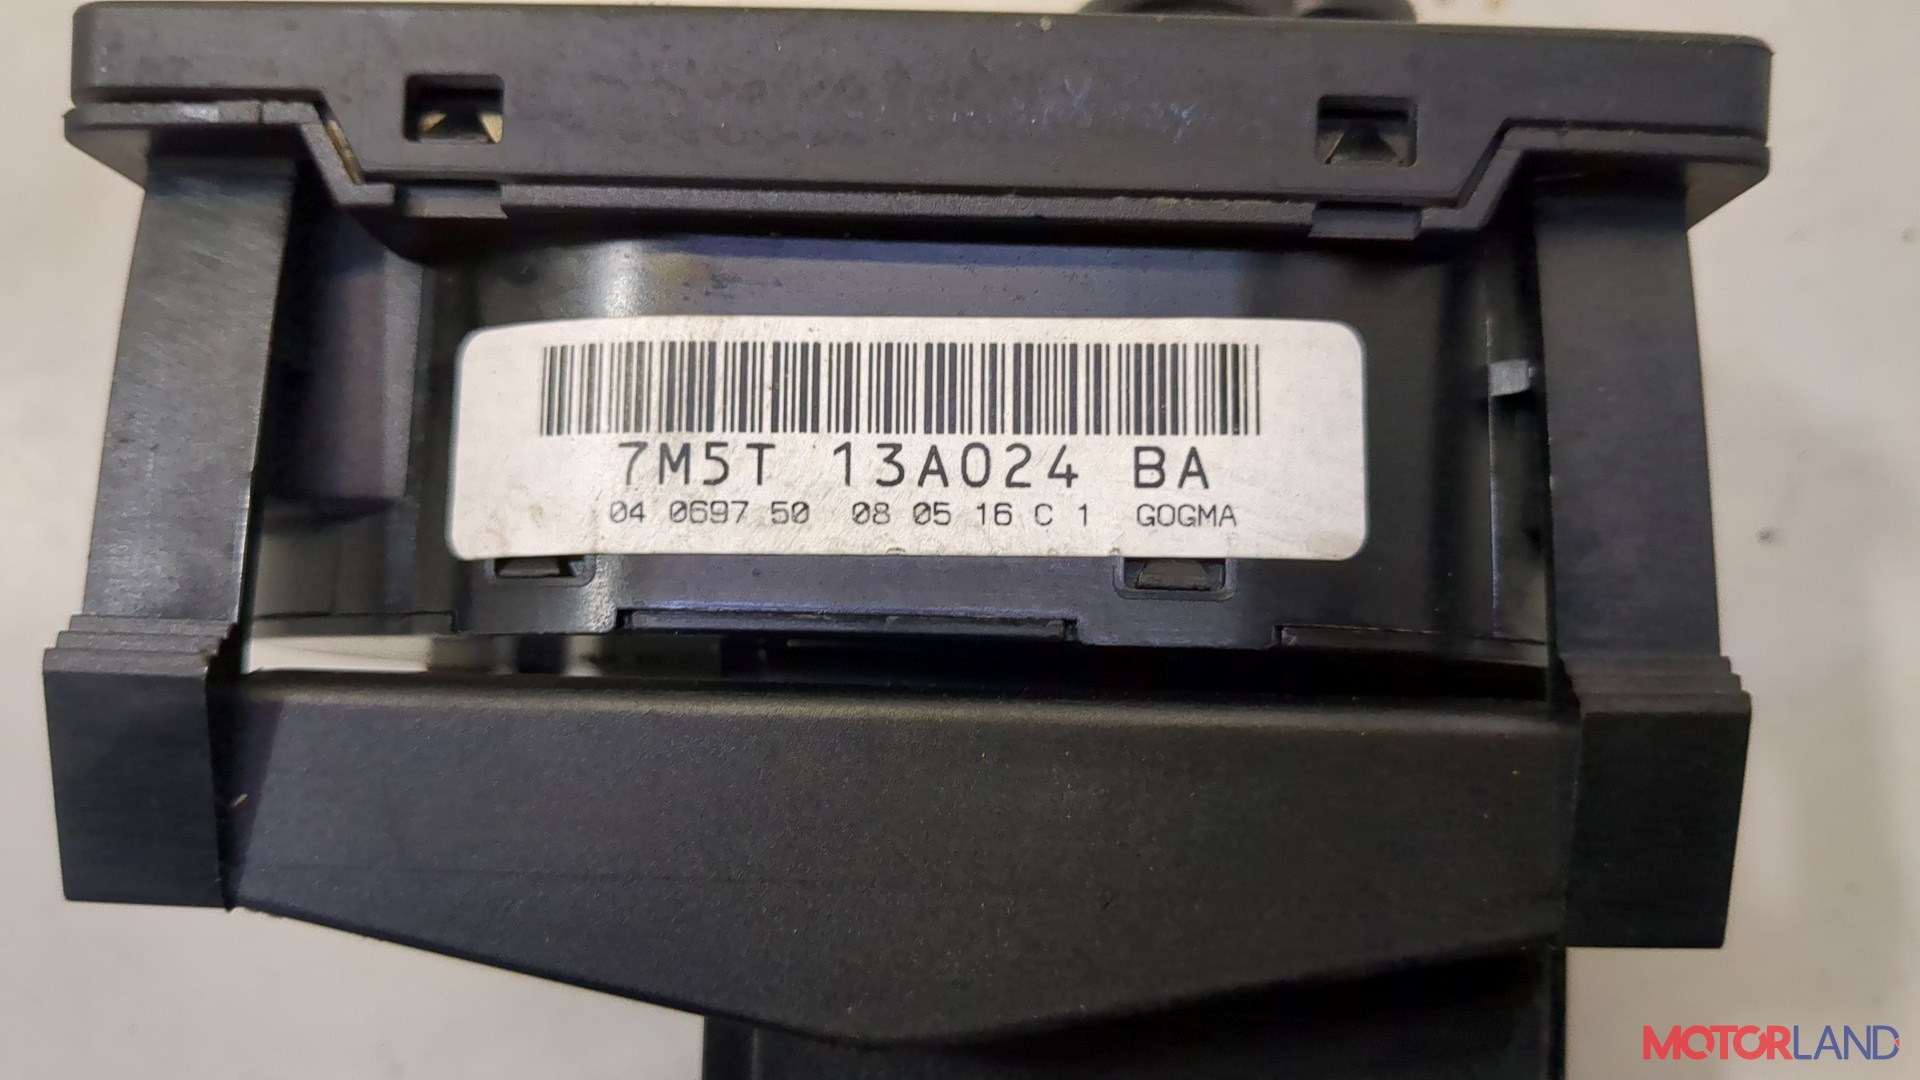 7M5T 13A024 BA
04 0697 50 08 05 16 C 1 GOGMA
MOTORLAND